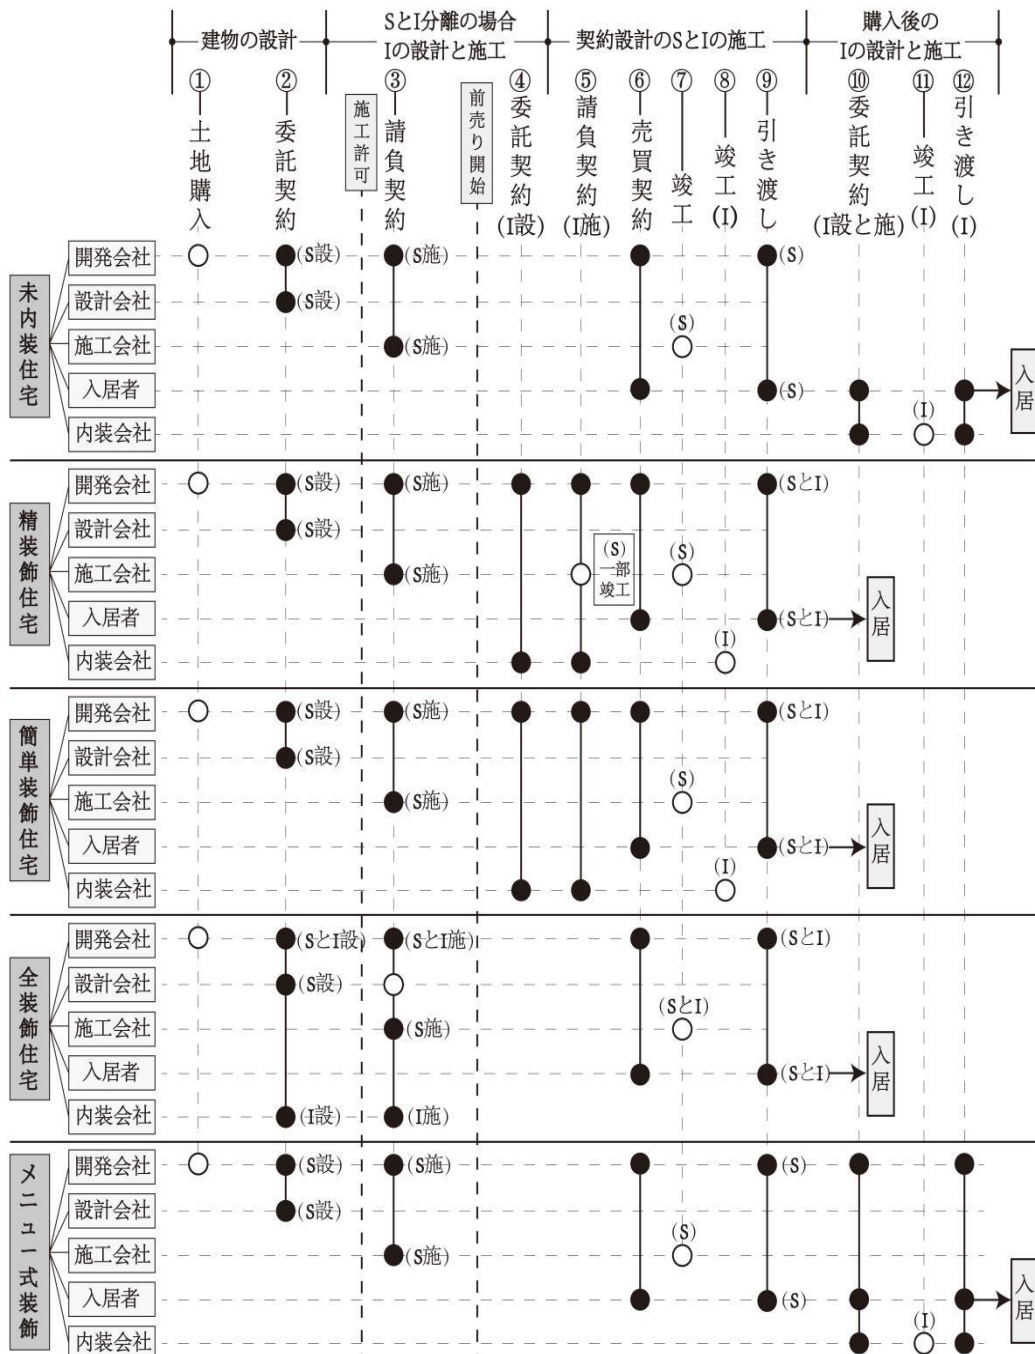 建物の設計
SとI分離の場合
Iの設計と施工
契約設計のSとIの施工
購入後の
Iの設計と施工
①土地購入
②委託契約
施工許可
③請負契約
前売り開始
④委託契約(I設)
⑤請負契約(I施)
⑥売買契約
⑦竣工
⑧竣工(I)
⑨引き渡し
⑩委託契約(I設と施)
⑪竣工(I)
⑫引き渡し(I)
未内装住宅
開発会社 (S設) (S施) (S)
設計会社 (S設)
施工会社 (S施) (S)
入居者 (S) 入居
内装会社 (I)
精装飾住宅
開発会社 (S設) (S施) (SとI)
設計会社 (S設)
施工会社 (S施) (S)一部竣工 (S)
入居者 (SとI) 入居
内装会社 (I)
簡単装飾住宅
開発会社 (S設) (S施) (SとI)
設計会社 (S設)
施工会社 (S施) (S)
入居者 (SとI) 入居
内装会社 (I)
全装飾住宅
開発会社 (SとI設) (SとI施) (SとI)
設計会社 (S設)
施工会社 (S施) (SとI)
入居者 (SとI) 入居
内装会社 (I設) (I施)
メニュー式装飾
開発会社 (S設) (S施) (S)
設計会社 (S設)
施工会社 (S施) (S)
入居者 (S) 入居
内装会社 (I)